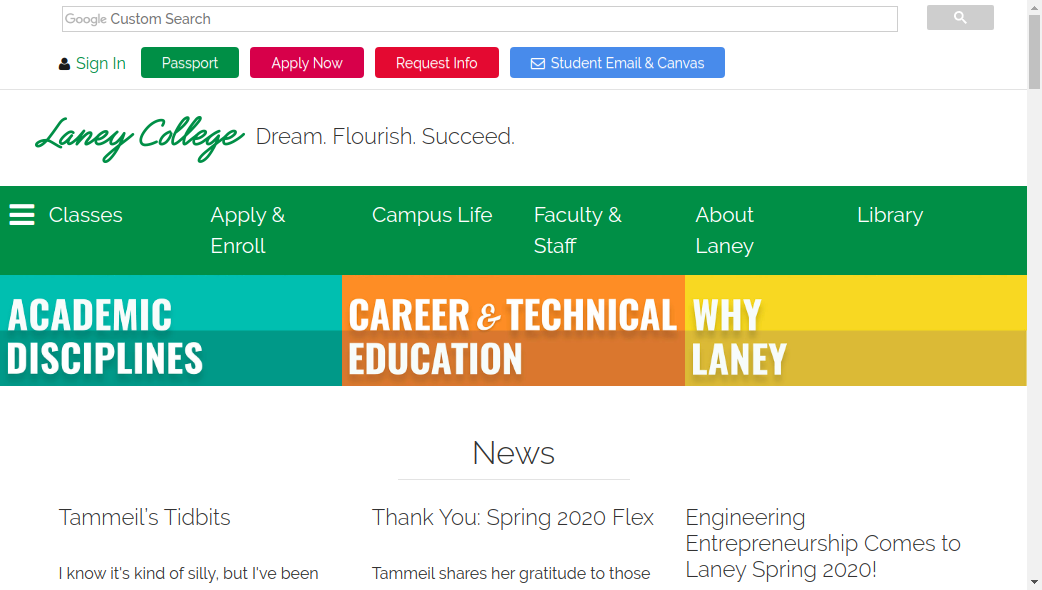 Google Custom Search
Sign In
Passport
Apply Now
Request Info
Student Email & Canvas
Laney College
Dream. Flourish. Succeed.
Classes
Apply &
Enroll
Campus Life
Faculty &
Staff
About
Laney
Library
ACADEMIC
DISCIPLINES
CAREER & TECHNICAL
EDUCATION
WHY
LANEY
News
Tammeil's Tidbits
I know it's kind of silly, but I've been
Thank You: Spring 2020 Flex
Tammeil shares her gratitude to those
Engineering
Entrepreneurship Comes to
Laney Spring 2020!